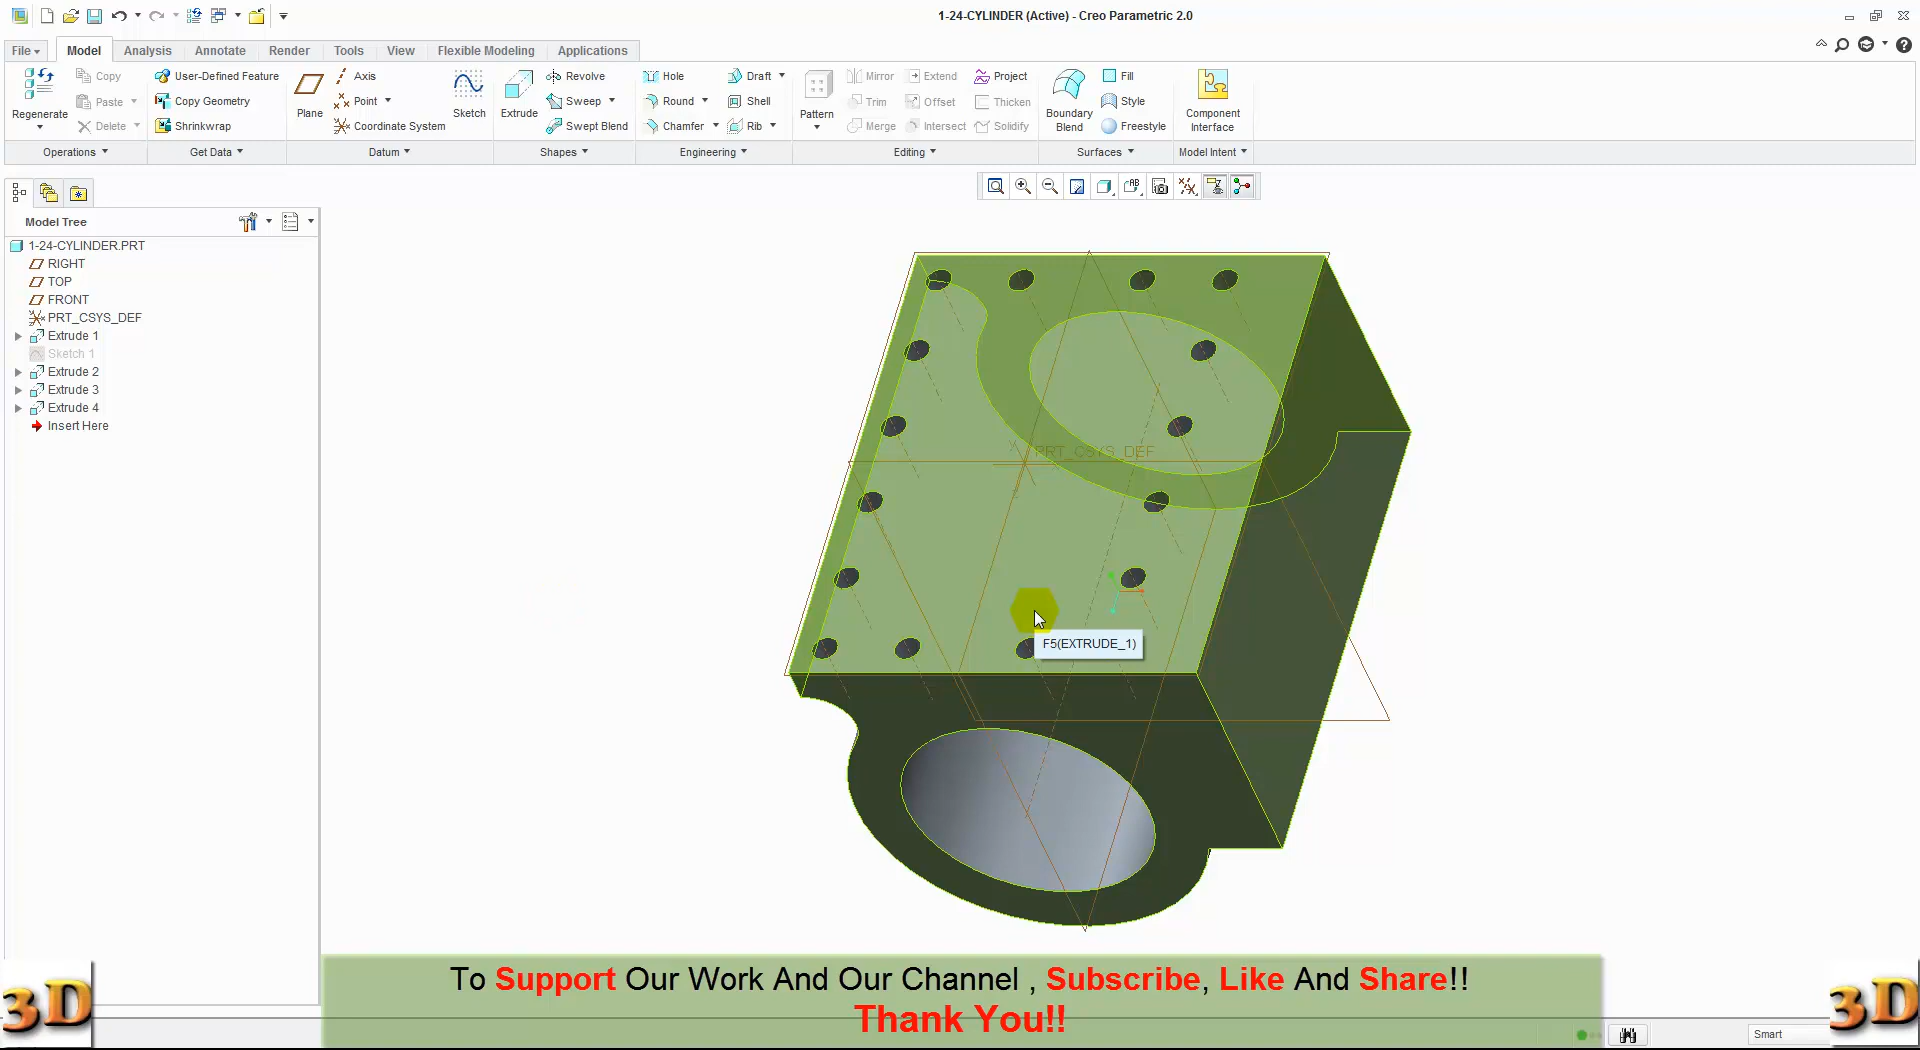 1-24-CYLINDER (Active) - Creo Parametric 2.0
File Model Analysis Annotate Render Tools View Flexible Modeling Applications
Regenerate
Copy
Paste
Delete
Operations
User-Defined Feature
Copy Geometry
Shrinkwrap
Get Data
Plane
Axis
Point
Coordinate System
Sketch
Datum
Extrude
Revolve
Sweep
Swept Blend
Shapes
Hole
Round
Chamfer
Draft
Shell
Rib
Engineering
Pattern
Mirror
Trim
Merge
Extend
Offset
Intersect
Project
Thicken
Solidify
Editing
Boundary
Blend
Fill
Style
Freestyle
Surfaces
Component
Interface
Model Intent
Model Tree
1-24-CYLINDER.PRT
RIGHT
TOP
FRONT
PRT_CSYS_DEF
Extrude 1
Sketch 1
Extrude 2
Extrude 3
Extrude 4
Insert Here
PRT_CSYS_DEF
F5(EXTRUDE_1)
To Support Our Work And Our Channel , Subscribe, Like And Share!!
Thank You!!
3D
3D
Smart